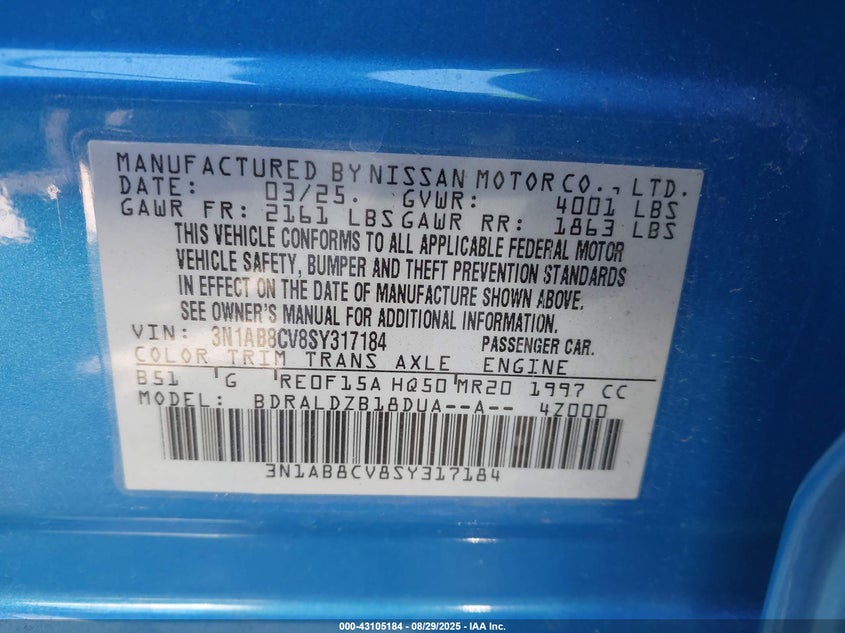 MANUFACTURED BY NISSAN MOTOR CO., LTD.
DATE: 03/25. GVWR: 4001 LBS
GAWR FR: 2161 LBS GAWR RR: 1863 LBS
THIS VEHICLE CONFORMS TO ALL APPLICABLE FEDERAL MOTOR
VEHICLE SAFETY, BUMPER AND THEFT PREVENTION STANDARDS
IN EFFECT ON THE DATE OF MANUFACTURE SHOWN ABOVE.
SEE OWNER'S MANUAL FOR ADDITIONAL INFORMATION.
VIN: 3N1AB8CV8SY317184 PASSENGER CAR.
COLOR TRIM TRANS AXLE ENGINE
B51 G RE0F15A HQ50 MR20 1997 CC
MODEL: BDRALDZB18DUA--A-- 4Z000
3N1AB8CV8SY317184
000-43105184 - 08/29/2025 - IAA Inc.